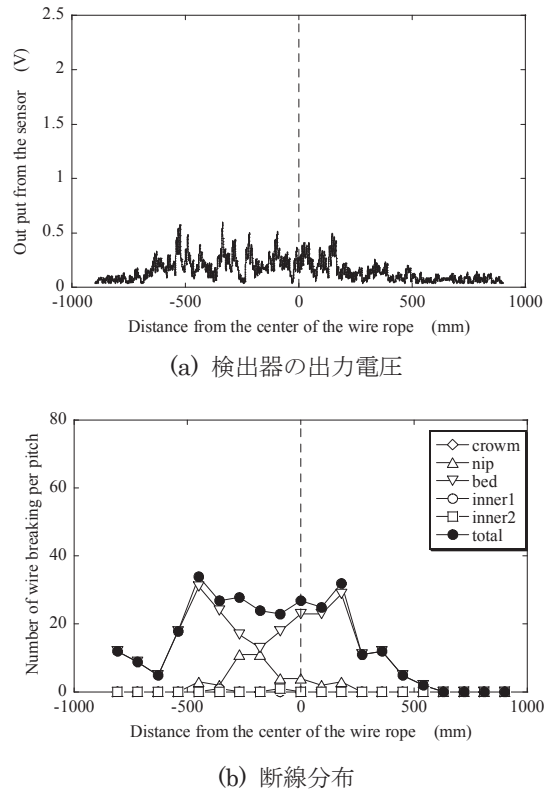 2.5
2
1.5
1
0.5
0
Out put from the sensor (V)
-1000 -500 0 500 1000
Distance from the center of the wire rope (mm)
(a) 検出器の出力電圧
80
60
40
20
0
Number of wire breaking per pitch
crowm
nip
bed
inner1
inner2
total
-1000 -500 0 500 1000
Distance from the center of the wire rope (mm)
(b) 断線分布